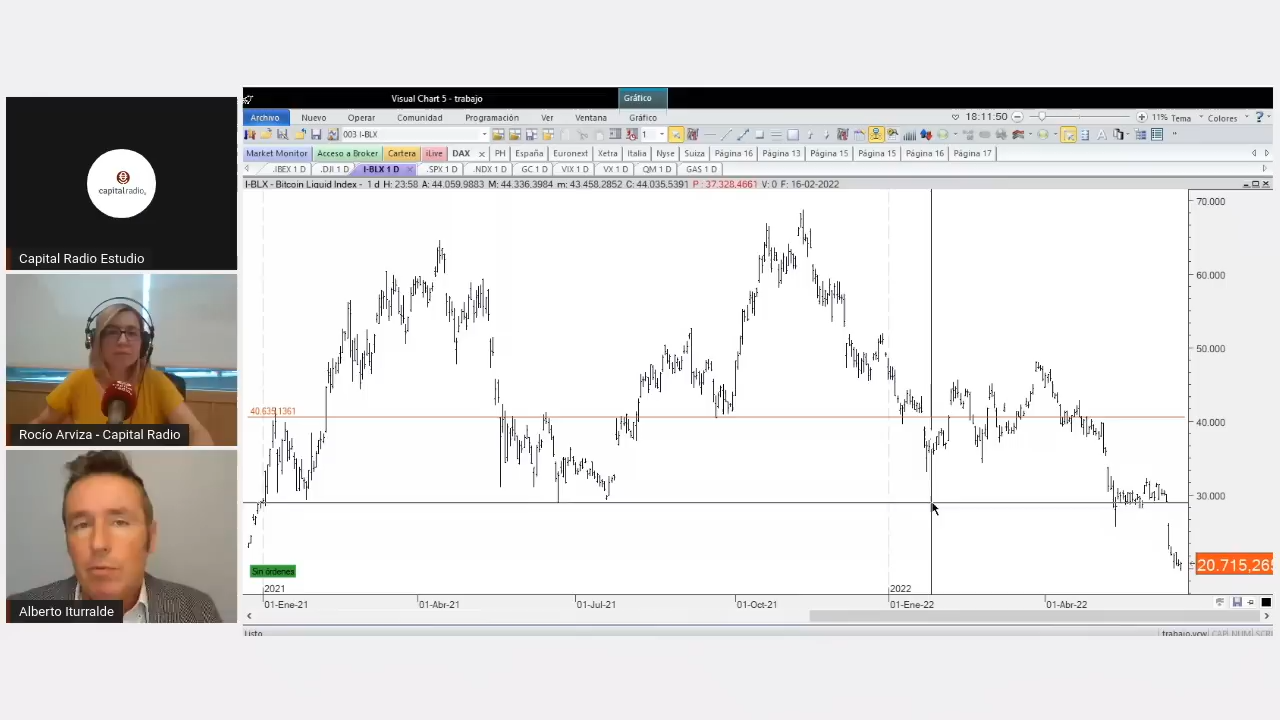 capitalradio,
Capital Radio Estudio
Rocío Arviza - Capital Radio
Alberto Iturralde
Visual Chart 5 - trabajo
Gráfico
Archivo Nuevo Operar Comunidad Programación Ver Ventana Gráfico
18:11:50 11% Tema Colores ?
003 I-BLX 1
Market Monitor Acceso a Broker Cartera iLive DAX x PH España Euronext Xetra Italia Nyse Suiza Página 16 Página 13 Página 15 Página 15 Página 16 Página 17
.IBEX 1 D .DJI 1 D I-BLX 1 D .SPX 1 D .NDX 1 D GC 1 D VIX 1 D VX 1 D QM 1 D GAS 1 D
I-BLX - Bitcoin Liquid Index - 1 d H: 23:58 A: 44.059.9883 M: 44.336.3984 m: 43.458.2852 C: 44.035.5391 P : 37.328.4661 V: 0 F: 16-02-2022
70.000
60.000
50.000
40.635,1361
40.000
30.000
20.715,265
Sin órdenes
2021 2022
01-Ene-21 01-Abr-21 01-Jul-21 01-Oct-21 01-Ene-22 01-Abr-22
Listo trabajo.vcw CAP NUM SCRL